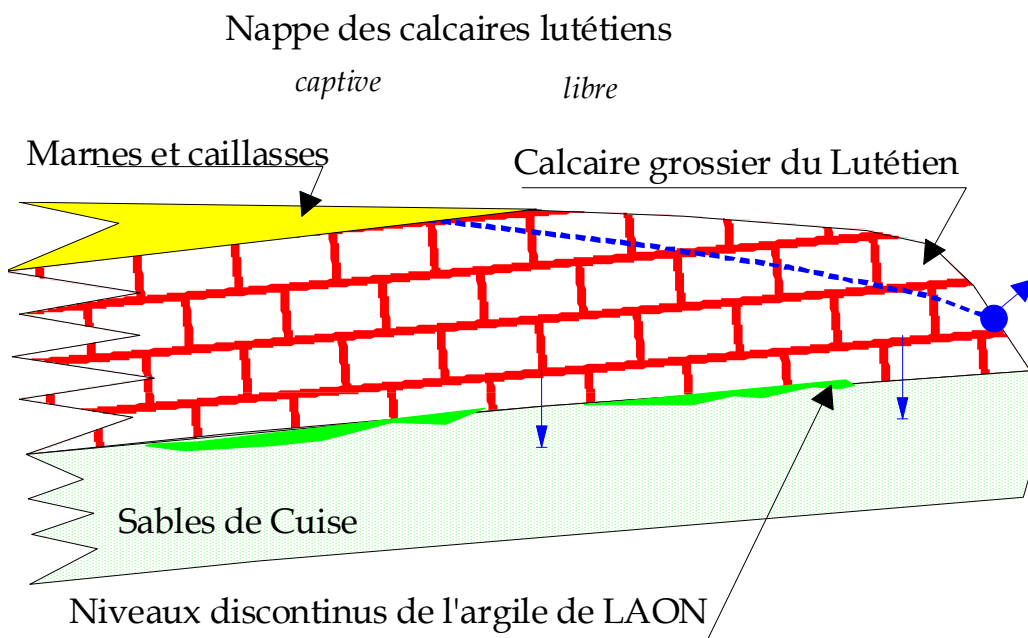 Nappe des calcaires lutétiens
captive libre
Marnes et caillasses
Calcaire grossier du Lutétien
Sables de Cuise
Niveaux discontinus de l'argile de LAON